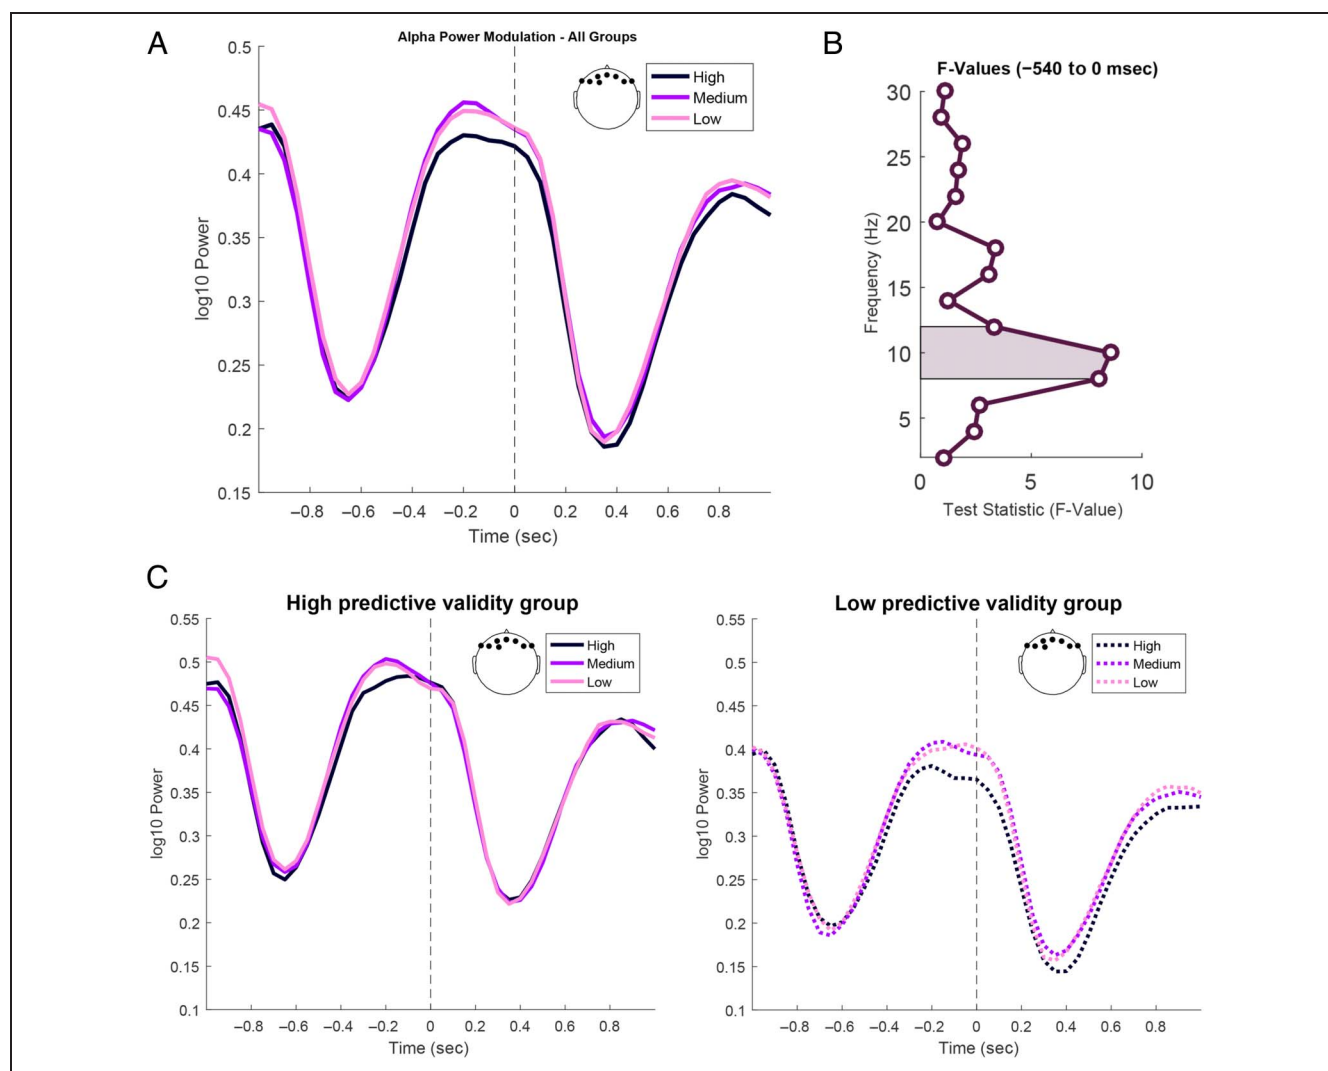 A
Alpha Power Modulation - All Groups
0.5
0.45
0.4
0.35
0.3
0.25
0.2
0.15
log10 Power
High
Medium
Low
–0.8 –0.6 –0.4 –0.2 0 0.2 0.4 0.6 0.8
Time (sec)
B
F-Values (−540 to 0 msec)
30
25
20
15
10
5
Frequency (Hz)
0 5 10
Test Statistic (F-Value)
C
High predictive validity group
0.55
0.5
0.45
0.4
0.35
0.3
0.25
0.2
0.15
0.1
log10 Power
High
Medium
Low
–0.8 –0.6 –0.4 –0.2 0 0.2 0.4 0.6 0.8
Time (sec)
Low predictive validity group
0.55
0.5
0.45
0.4
0.35
0.3
0.25
0.2
0.15
0.1
log10 Power
High
Medium
Low
–0.8 –0.6 –0.4 –0.2 0 0.2 0.4 0.6 0.8
Time (sec)